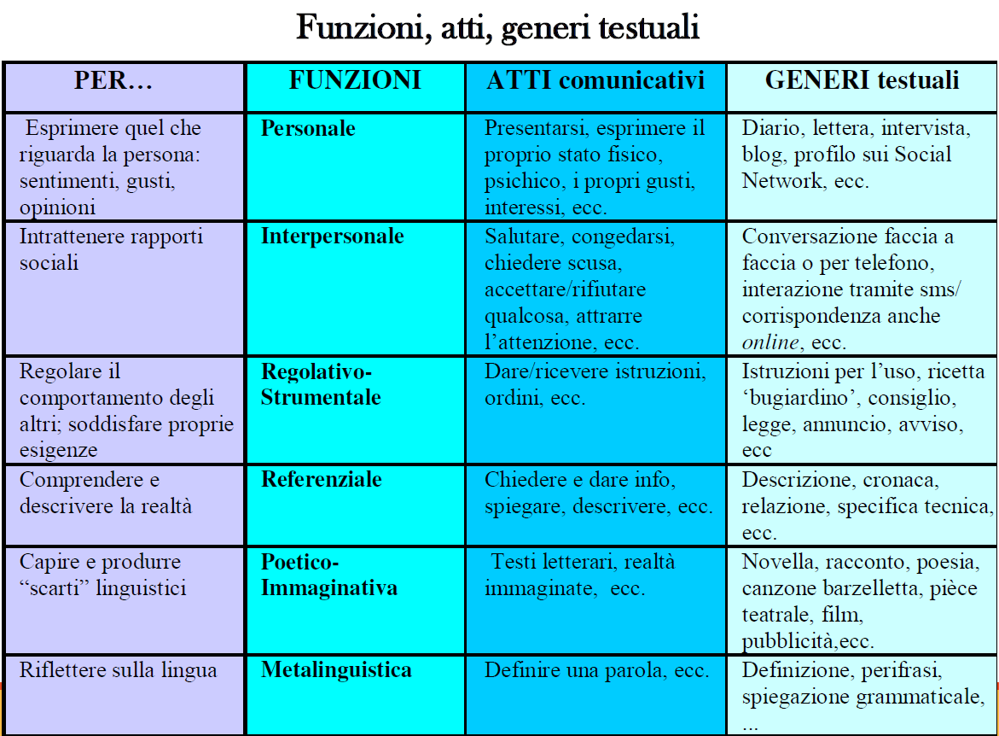 Funzioni, atti, generi testuali
PER…
FUNZIONI
ATTI comunicativi
GENERI testuali
Esprimere quel che
riguarda la persona:
sentimenti, gusti,
opinioni
Personale
Presentarsi, esprimere il
proprio stato fisico,
psichico, i propri gusti,
interessi, ecc.
Diario, lettera, intervista,
blog, profilo sui Social
Network, ecc.
Intrattenere rapporti
sociali
Interpersonale
Salutare, congedarsi,
chiedere scusa,
accettare/rifiutare
qualcosa, attrarre
l’attenzione, ecc.
Conversazione faccia a
faccia o per telefono,
interazione tramite sms/
corrispondenza anche
online, ecc.
Regolare il
comportamento degli
altri; soddisfare proprie
esigenze
Regolativo-
Strumentale
Dare/ricevere istruzioni,
ordini, ecc.
Istruzioni per l’uso, ricetta
‘bugiardino’, consiglio,
legge, annuncio, avviso,
ecc
Comprendere e
descrivere la realtà
Referenziale
Chiedere e dare info,
spiegare, descrivere, ecc.
Descrizione, cronaca,
relazione, specifica tecnica,
ecc.
Capire e produrre
“scarti” linguistici
Poetico-
Immaginativa
Testi letterari, realtà
immaginate, ecc.
Novella, racconto, poesia,
canzone barzelletta, pièce
teatrale, film,
pubblicità,ecc.
Riflettere sulla lingua
Metalinguistica
Definire una parola, ecc.
Definizione, perifrasi,
spiegazione grammaticale,
...